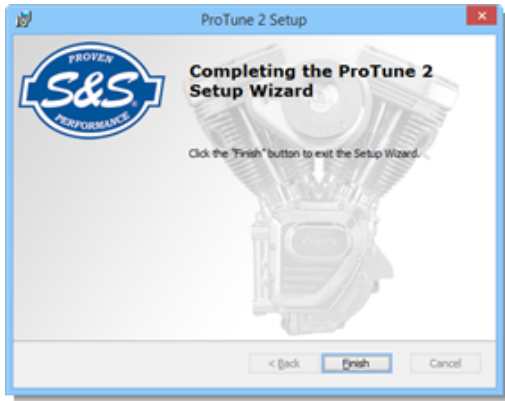 ProTune 2 Setup
PROVEN
S&S
PERFORMANCE
Completing the ProTune 2
Setup Wizard
Click the "Finish" button to exit the Setup Wizard.
< Back
Finish
Cancel